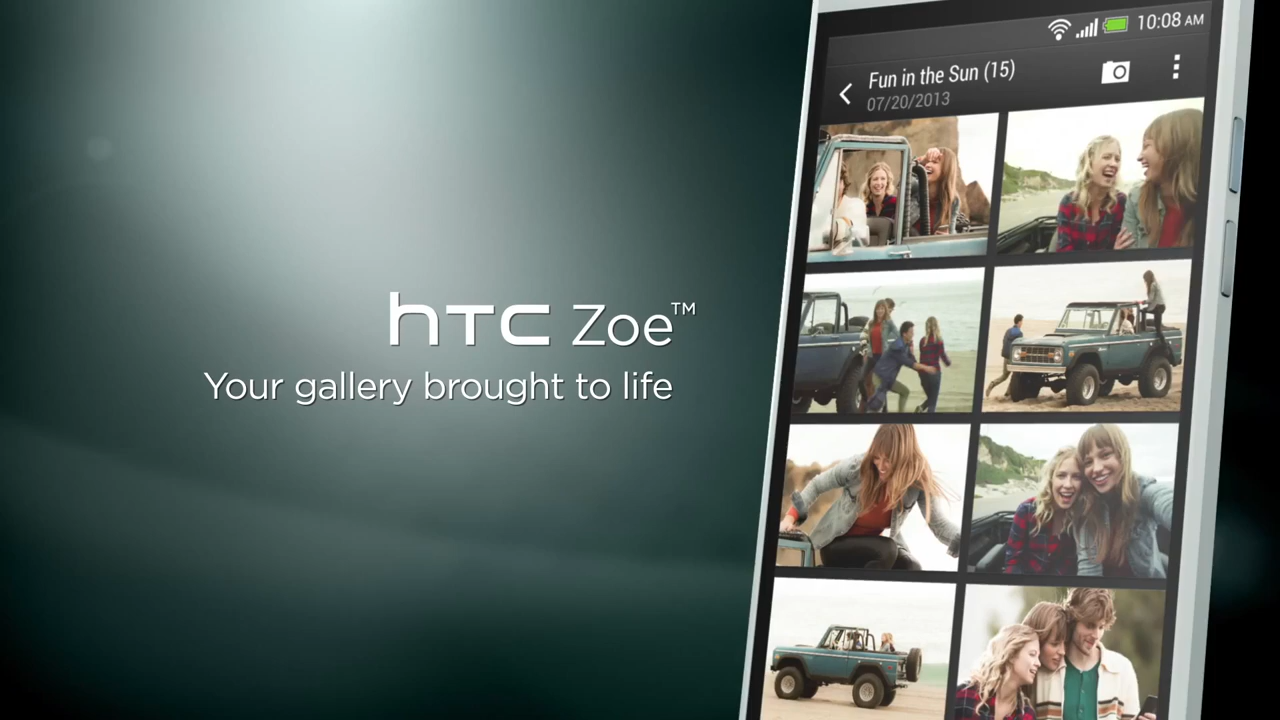 10:08 AM
Fun in the Sun (15)
07/20/2013
hTC Zoe™
Your gallery brought to life